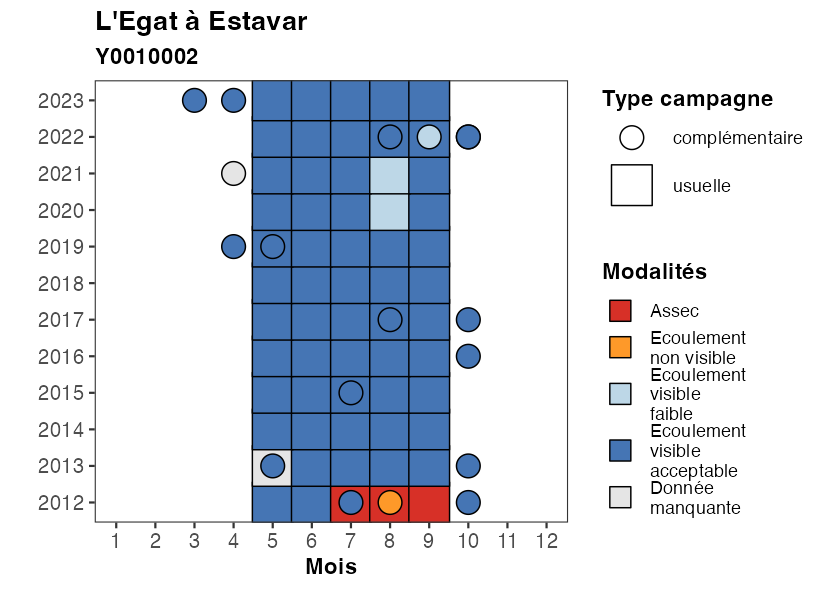 L'Egat à Estavar
Y0010002
2023
2022
2021
2020
2019
2018
2017
2016
2015
2014
2013
2012
1 2 3 4 5 6 7 8 9 10 11 12
Mois
Type campagne
complémentaire
usuelle
Modalités
Assec
Ecoulement
non visible
Ecoulement
visible
faible
Ecoulement
visible
acceptable
Donnée
manquante